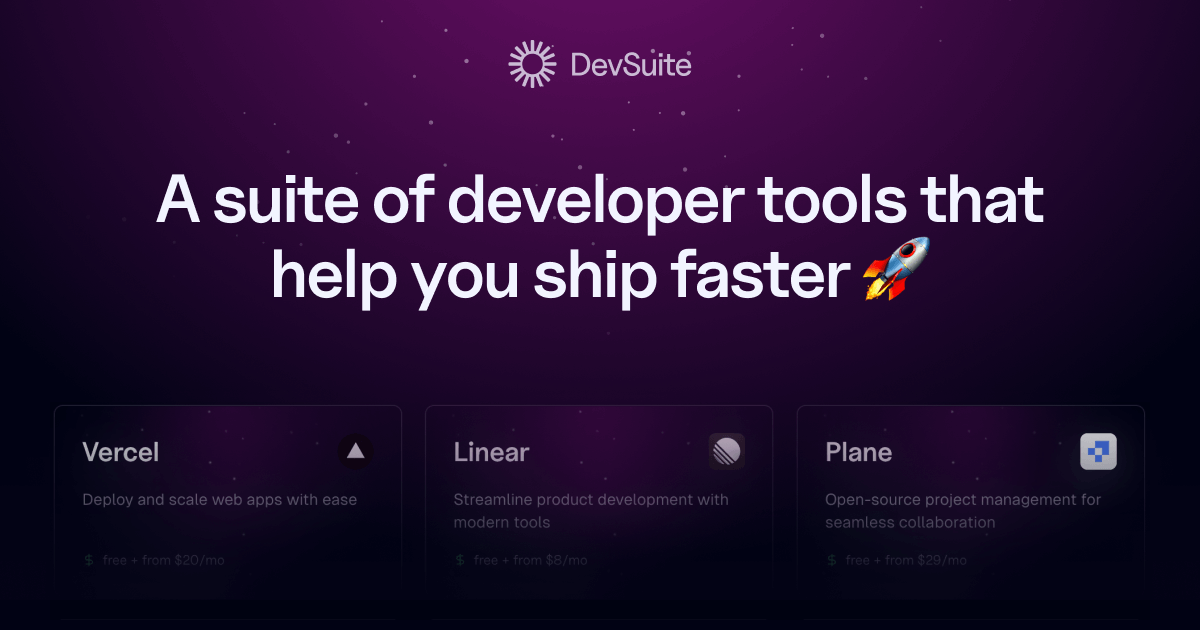 DevSuite
A suite of developer tools that
help you ship faster 🚀
Vercel
Deploy and scale web apps with ease
$ free + from $20/mo
Linear
Streamline product development with
modern tools
$ free + from $8/mo
Plane
Open-source project management for
seamless collaboration
$ free + from $29/mo